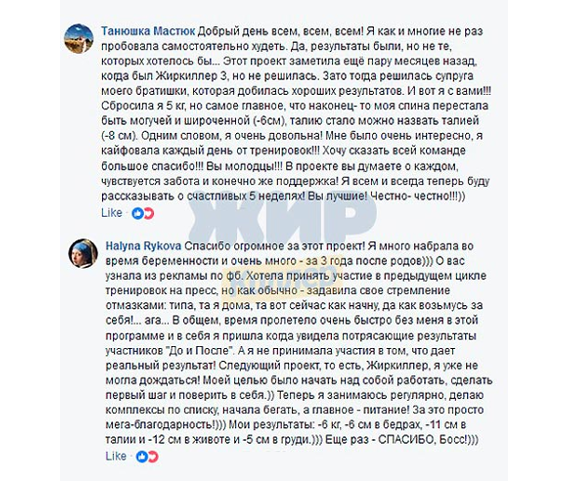 Танюшка Мастюк Добрый день всем, всем, всем! Я как и многие не раз
пробовала самостоятельно худеть. Да, результаты были, но не те,
которых хотелось бы... Этот проект заметила ещё пару месяцев назад,
когда был Жиркиллер 3, но не решилась. Зато тогда решилась супруга
моего братишки, которая добилась хороших результатов. И вот я с вами!!!
Сбросила я 5 кг, но самое главное, что наконец- то моя спина перестала
быть могучей и широченной (-6см), талию стало можно назвать талией
(-8 см). Одним словом, я очень довольна! Мне было очень интересно, я
кайфовала каждый день от тренировок!!! Хочу сказать всей команде
большое спасибо!!! Вы молодцы!!! В проекте вы думаете о каждом,
чувствуется забота и конечно же поддержка! Я всем и всегда теперь буду
рассказывать о счастливых 5 неделях! Вы лучшие! Честно- честно!!!))
Like
ЖИР
КИЛЛЕР
Halyna Rykova Спасибо огромное за этот проект! Я много набрала во
время беременности и очень много - за 3 года после родов))) О вас
узнала из рекламы по фб. Хотела принять участие в предыдущем цикле
тренировок на пресс, но как обычно - задавила свое стремление
отмазками: типа, та я дома, та вот сейчас как начну, да как возьмусь за
себя!... ага... В общем, время пролетело очень быстро без меня в этой
программе и в себя я пришла когда увидела потрясающие результаты
участников "До и После". А я не принимала участия в том, что дает
реальный результат! Следующий проект, то есть, Жиркиллер, я уже не
могла дождаться! Моей целью было начать над собой работать, сделать
первый шаг и поверить в себя.)) Теперь я занимаюсь регулярно, делаю
комплексы по списку, начала бегать, а главное - питание! За это просто
мега-благодарность!))) Мои результаты: -6 кг, -6 см в бедрах, -11 см в
талии и -12 см в животе и -5 см в груди.))) Еще раз - СПАСИБО, Босс!)))
Like